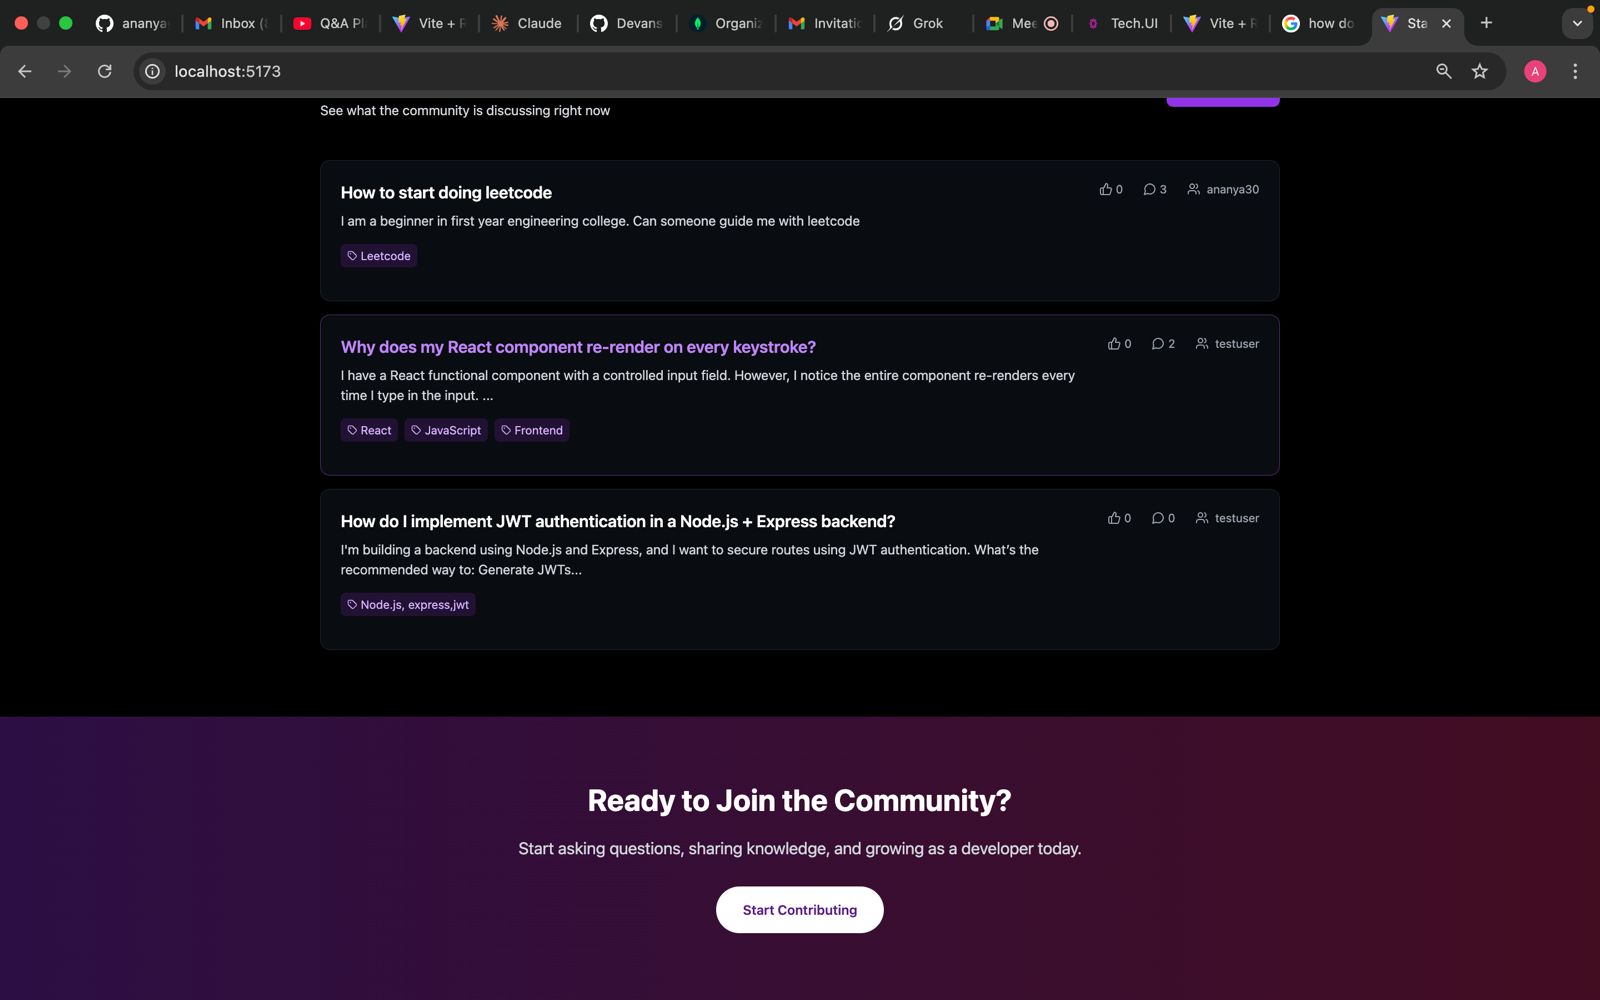 ananya
Inbox (
Q&A Pl
Vite + R
Claude
Devans
Organiz
Invitatio
Grok
Mee
Tech.UI
Vite + R
how do
Sta
localhost:5173
A
See what the community is discussing right now
How to start doing leetcode
0 3 ananya30
I am a beginner in first year engineering college. Can someone guide me with leetcode
Leetcode
Why does my React component re-render on every keystroke?
0 2 testuser
I have a React functional component with a controlled input field. However, I notice the entire component re-renders every
time I type in the input. ...
React JavaScript Frontend
How do I implement JWT authentication in a Node.js + Express backend?
0 0 testuser
I'm building a backend using Node.js and Express, and I want to secure routes using JWT authentication. What’s the
recommended way to: Generate JWTs...
Node.js, express,jwt
Ready to Join the Community?
Start asking questions, sharing knowledge, and growing as a developer today.
Start Contributing